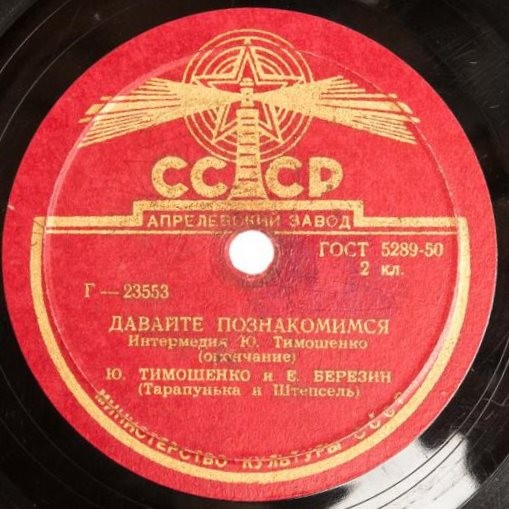 СССР
АПРЕЛЕВСКИЙ ЗАВОД
ГОСТ 5289-50
2 кл.
Г — 23553
ДАВАЙТЕ ПОЗНАКОМИМСЯ
Интермедия Ю. Тимошенко
(окончание)
Ю. ТИМОШЕНКО и Е. БЕРЕЗИН
(Тарапунька и Штепсель)
МИНИСТЕРСТВО КУЛЬТУРЫ СССР